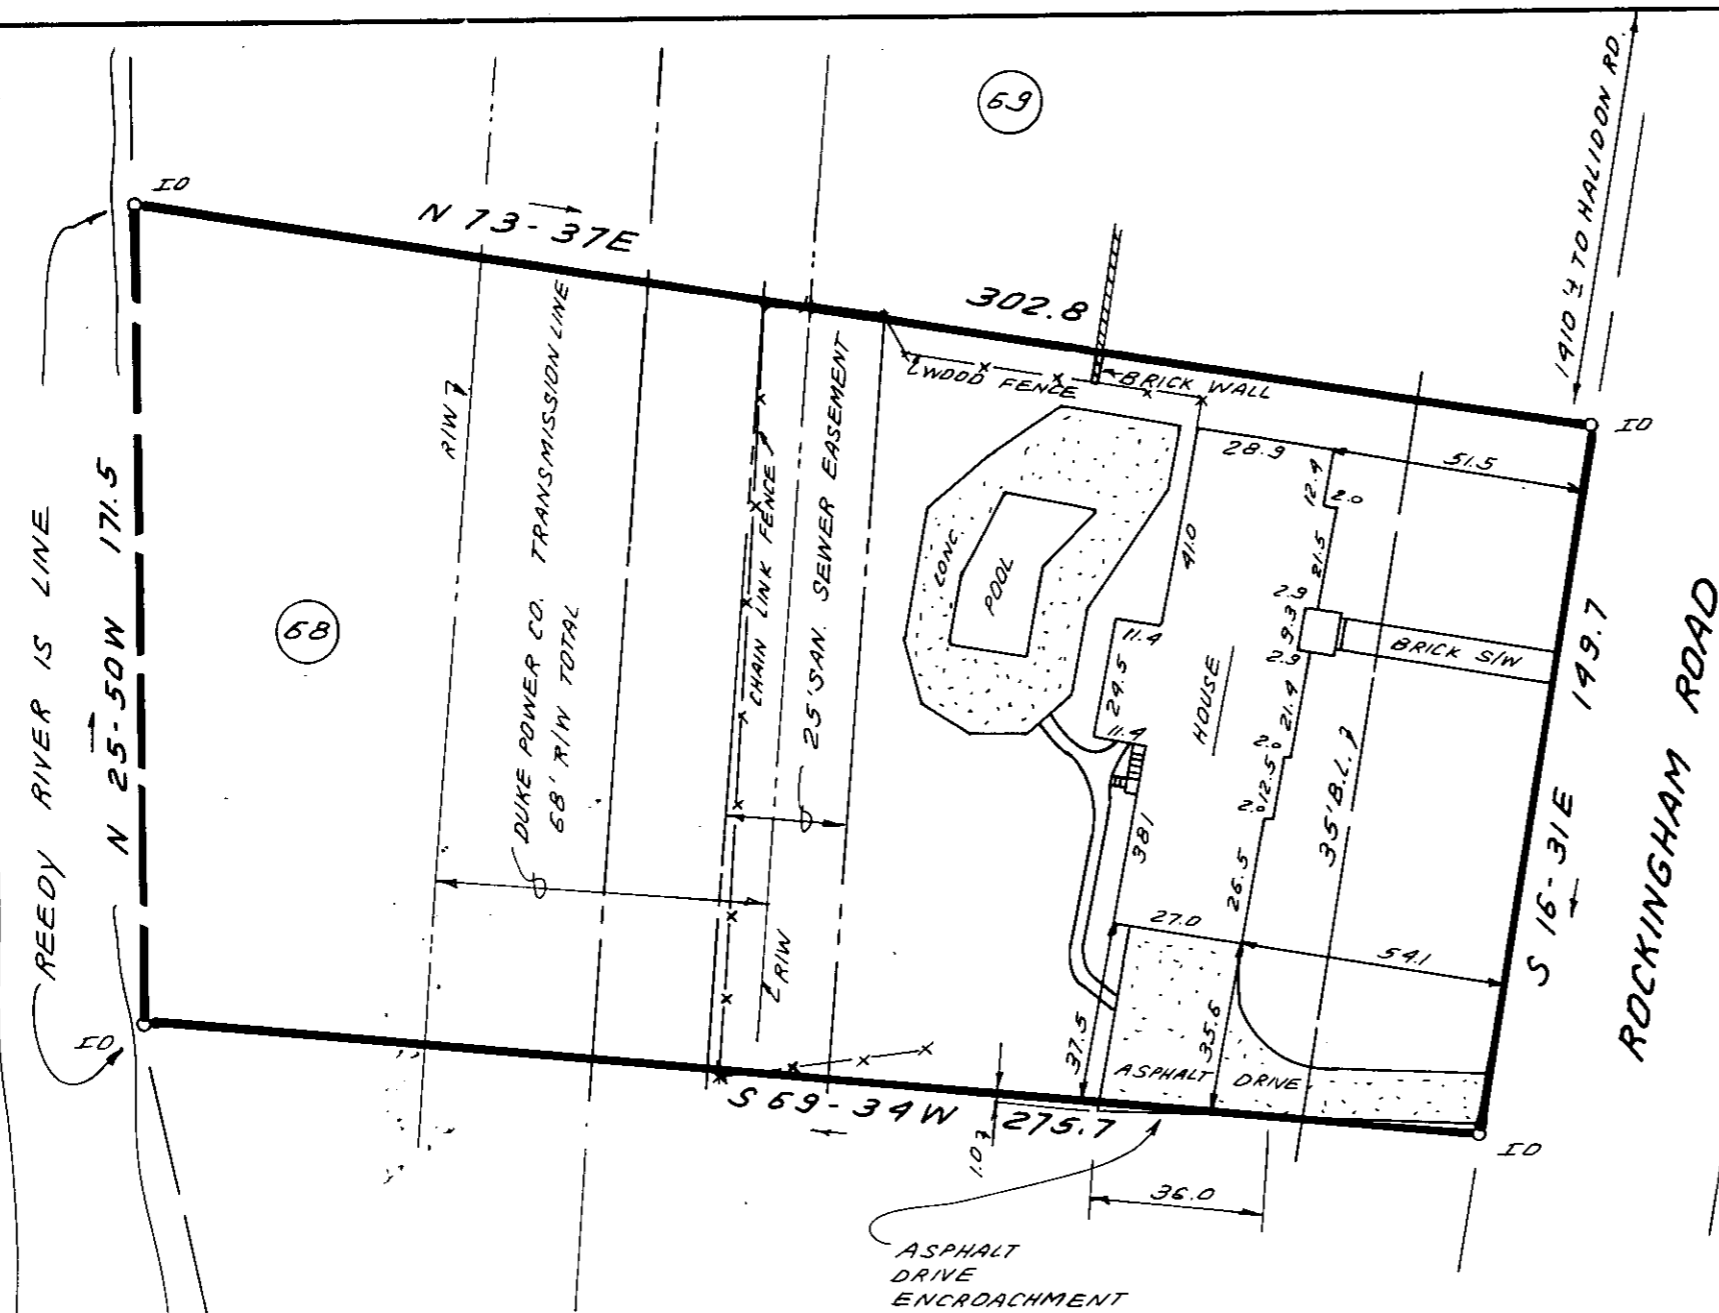 69
1410'± TO HALIDON RD.
IO
N 73-37E
302.8
WOOD FENCE
BRICK WALL
IO
R/W
DUKE POWER CO. TRANSMISSION LINE
68' R/W TOTAL
CHAIN LINK FENCE
25' SAN. SEWER EASEMENT
28.9
51.5
12.4
2.0
41.0
21.5
CONC.
POOL
2.9
9.3
2.9
11.4
BRICK S/W
REEDY RIVER IS LINE
N 25-50W 171.5
68
24.5
HOUSE
21.4
11.4
2.0
12.5
2.0
35' B.L.
149.7
S 16-31E
ROCKINGHAM ROAD
38.1
26.5
27.0
54.1
R/W
37.5
35.6
ASPHALT DRIVE
IO
S 69-34W
275.7
1.0
IO
36.0
ASPHALT
DRIVE
ENCROACHMENT